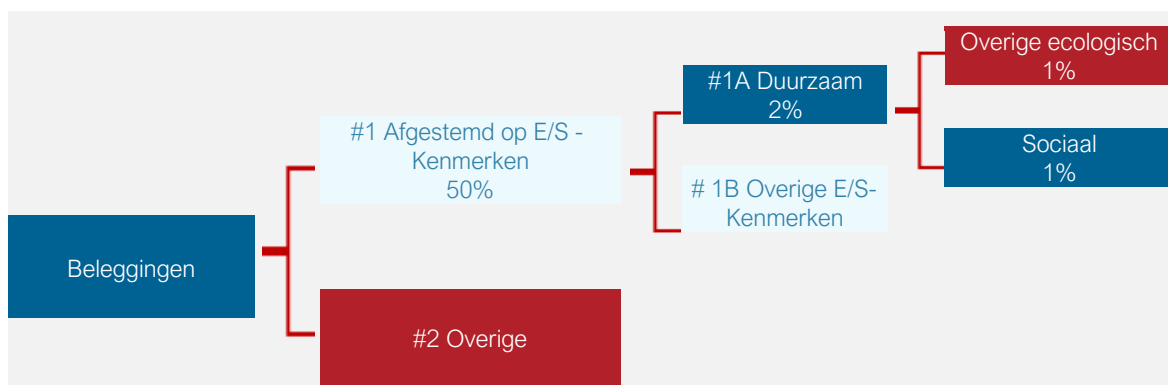 Beleggingen
#1 Afgestemd op E/S -
Kenmerken
50%
#2 Overige
#1A Duurzaam
2%
# 1B Overige E/S-
Kenmerken
Overige ecologisch
1%
Sociaal
1%